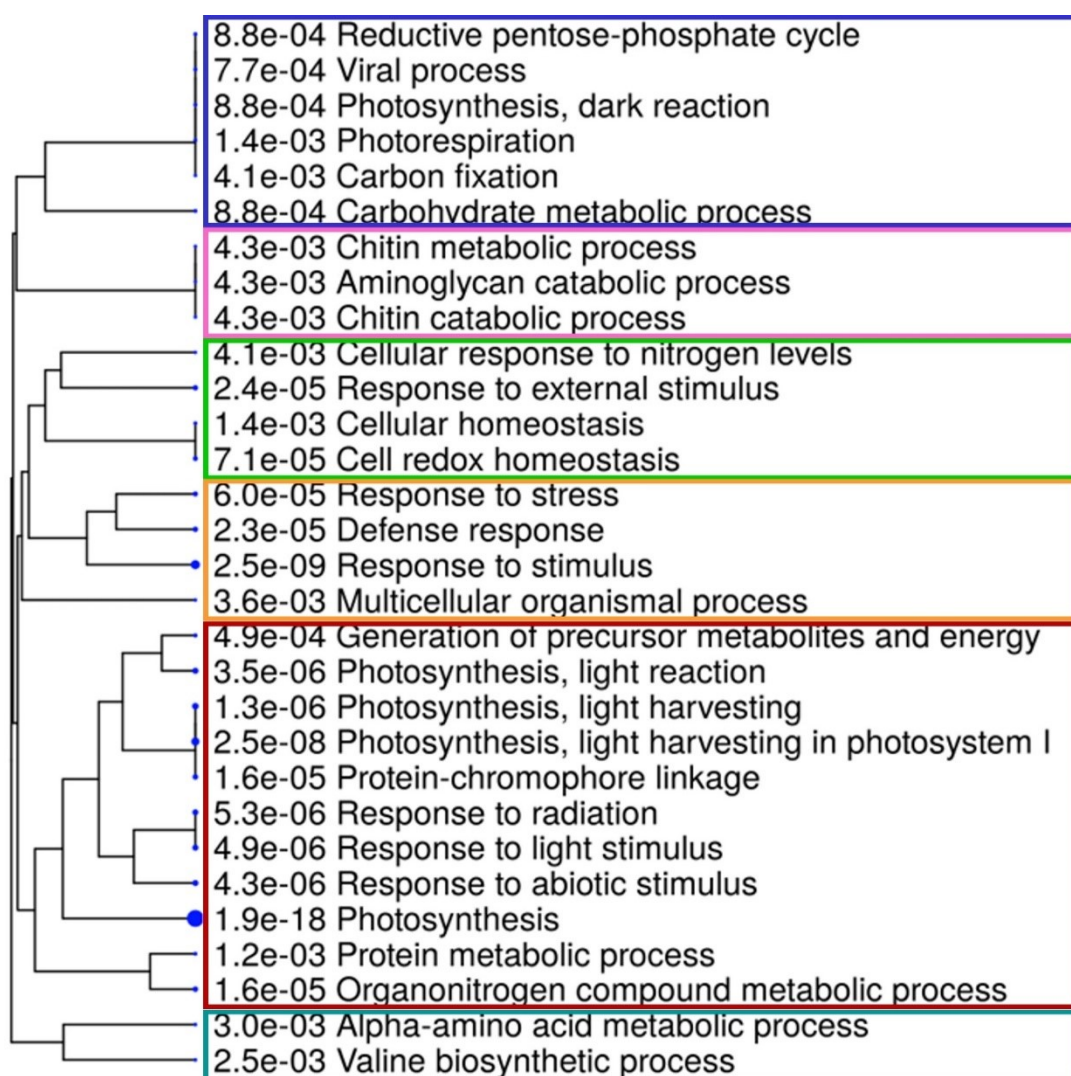 8.8e-04 Reductive pentose-phosphate cycle
7.7e-04 Viral process
8.8e-04 Photosynthesis, dark reaction
1.4e-03 Photorespiration
4.1e-03 Carbon fixation
8.8e-04 Carbohydrate metabolic process
4.3e-03 Chitin metabolic process
4.3e-03 Aminoglycan catabolic process
4.3e-03 Chitin catabolic process
4.1e-03 Cellular response to nitrogen levels
2.4e-05 Response to external stimulus
1.4e-03 Cellular homeostasis
7.1e-05 Cell redox homeostasis
6.0e-05 Response to stress
2.3e-05 Defense response
2.5e-09 Response to stimulus
3.6e-03 Multicellular organismal process
4.9e-04 Generation of precursor metabolites and energy
3.5e-06 Photosynthesis, light reaction
1.3e-06 Photosynthesis, light harvesting
2.5e-08 Photosynthesis, light harvesting in photosystem I
1.6e-05 Protein-chromophore linkage
5.3e-06 Response to radiation
4.9e-06 Response to light stimulus
4.3e-06 Response to abiotic stimulus
1.9e-18 Photosynthesis
1.2e-03 Protein metabolic process
1.6e-05 Organonitrogen compound metabolic process
3.0e-03 Alpha-amino acid metabolic process
2.5e-03 Valine biosynthetic process